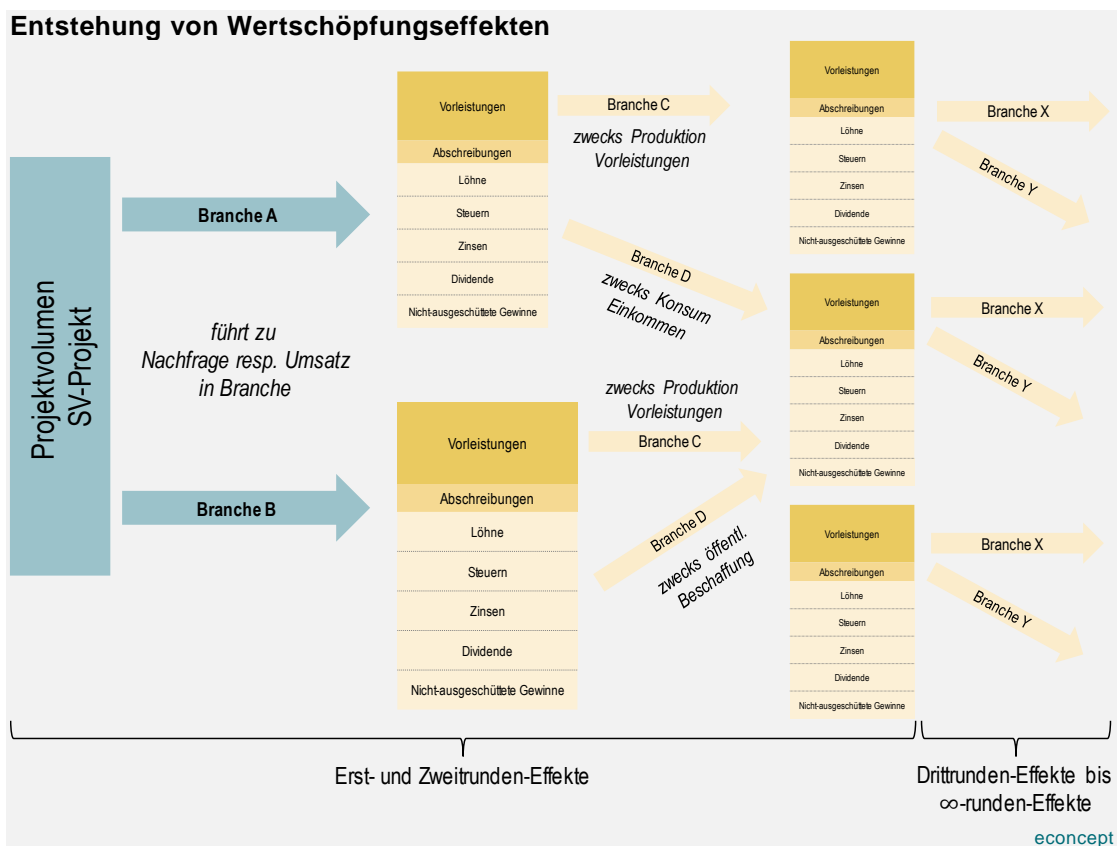 Entstehung von Wertschöpfungseffekten
Projektvolumen
SV-Projekt
Branche A
führt zu
Nachfrage resp. Umsatz
in Branche
Branche B
Vorleistungen
Abschreibungen
Löhne
Steuern
Zinsen
Dividende
Nicht-ausgeschüttete Gewinne
Vorleistungen
Abschreibungen
Löhne
Steuern
Zinsen
Dividende
Nicht-ausgeschüttete Gewinne
Branche C
zwecks Produktion
Vorleistungen
Branche D
zwecks Konsum
Einkommen
zwecks Produktion
Vorleistungen
Branche C
Branche D
zwecks öffentl.
Beschaffung
Vorleistungen
Abschreibungen
Löhne
Steuern
Zinsen
Dividende
Nicht-ausgeschüttete Gewinne
Vorleistungen
Abschreibungen
Löhne
Steuern
Zinsen
Dividende
Nicht-ausgeschüttete Gewinne
Vorleistungen
Abschreibungen
Löhne
Steuern
Zinsen
Dividende
Nicht-ausgeschüttete Gewinne
Branche X
Branche Y
Branche X
Branche Y
Branche X
Branche Y
Erst- und Zweitrunden-Effekte
Drittrunden-Effekte bis
∞-runden-Effekte
econcept